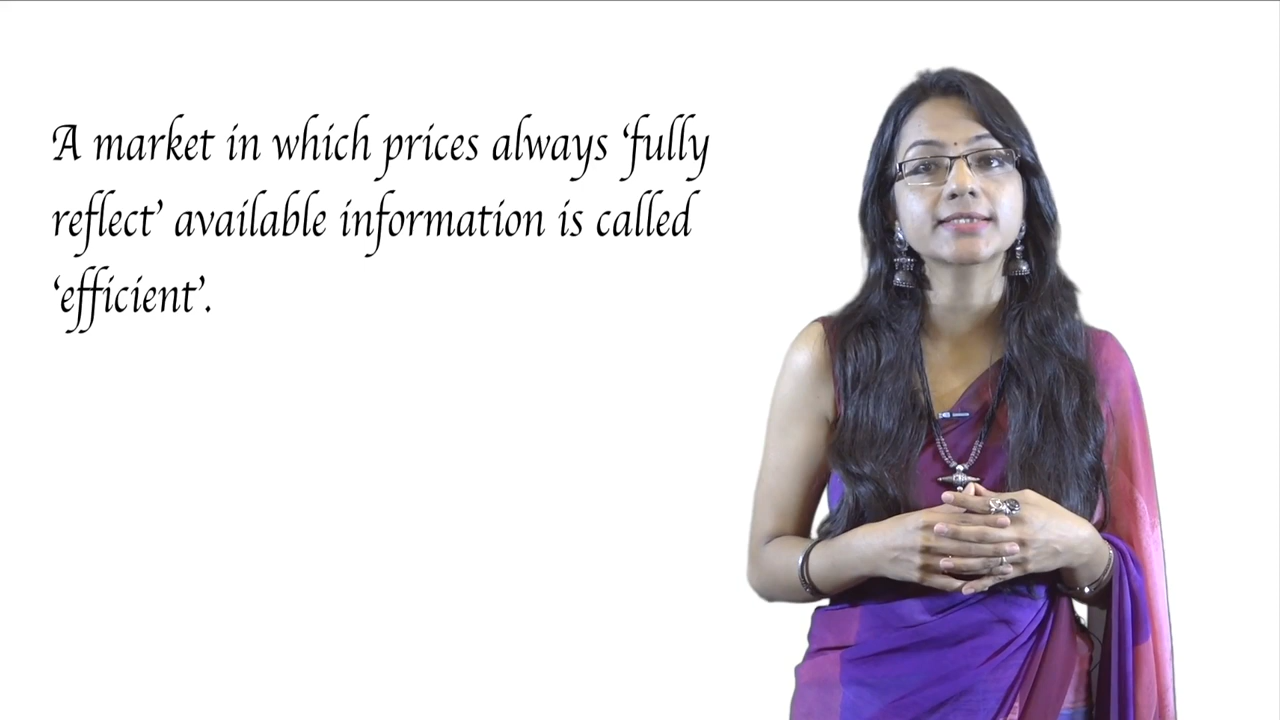 A market in which prices always ‘fully
reflect’ available information is called
‘efficient’.